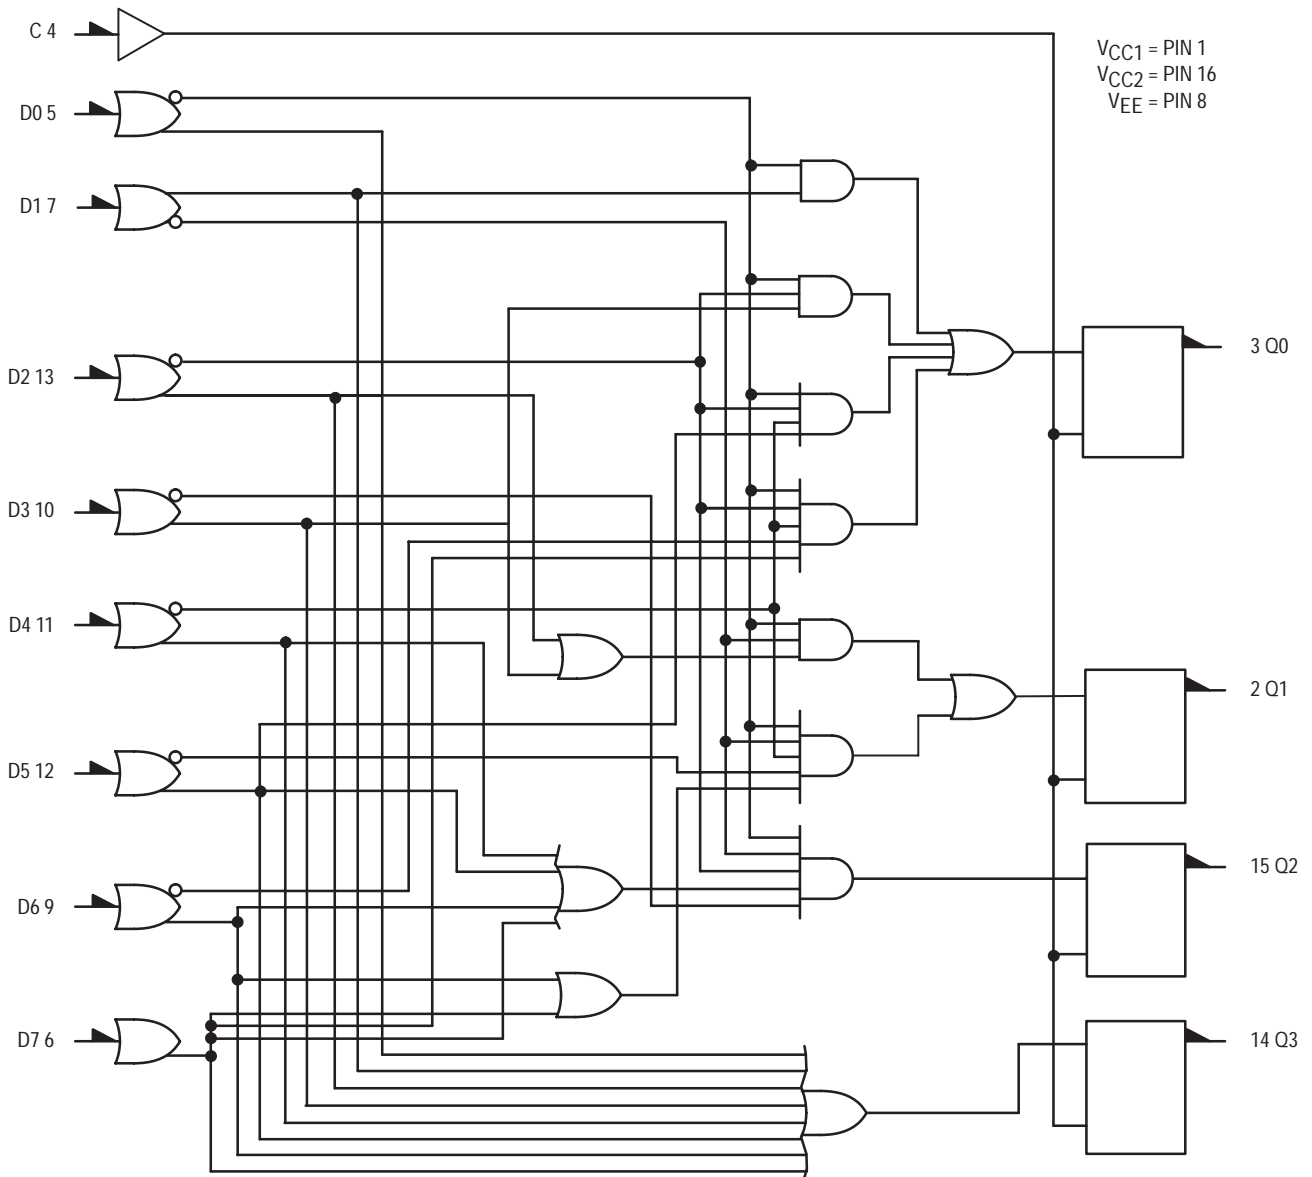 C 4
VCC1 = PIN 1
VCC2 = PIN 16
VEE = PIN 8
D0 5
D1 7
3 Q0
D2 13
D3 10
D4 11
2 Q1
D5 12
15 Q2
D6 9
D7 6
14 Q3